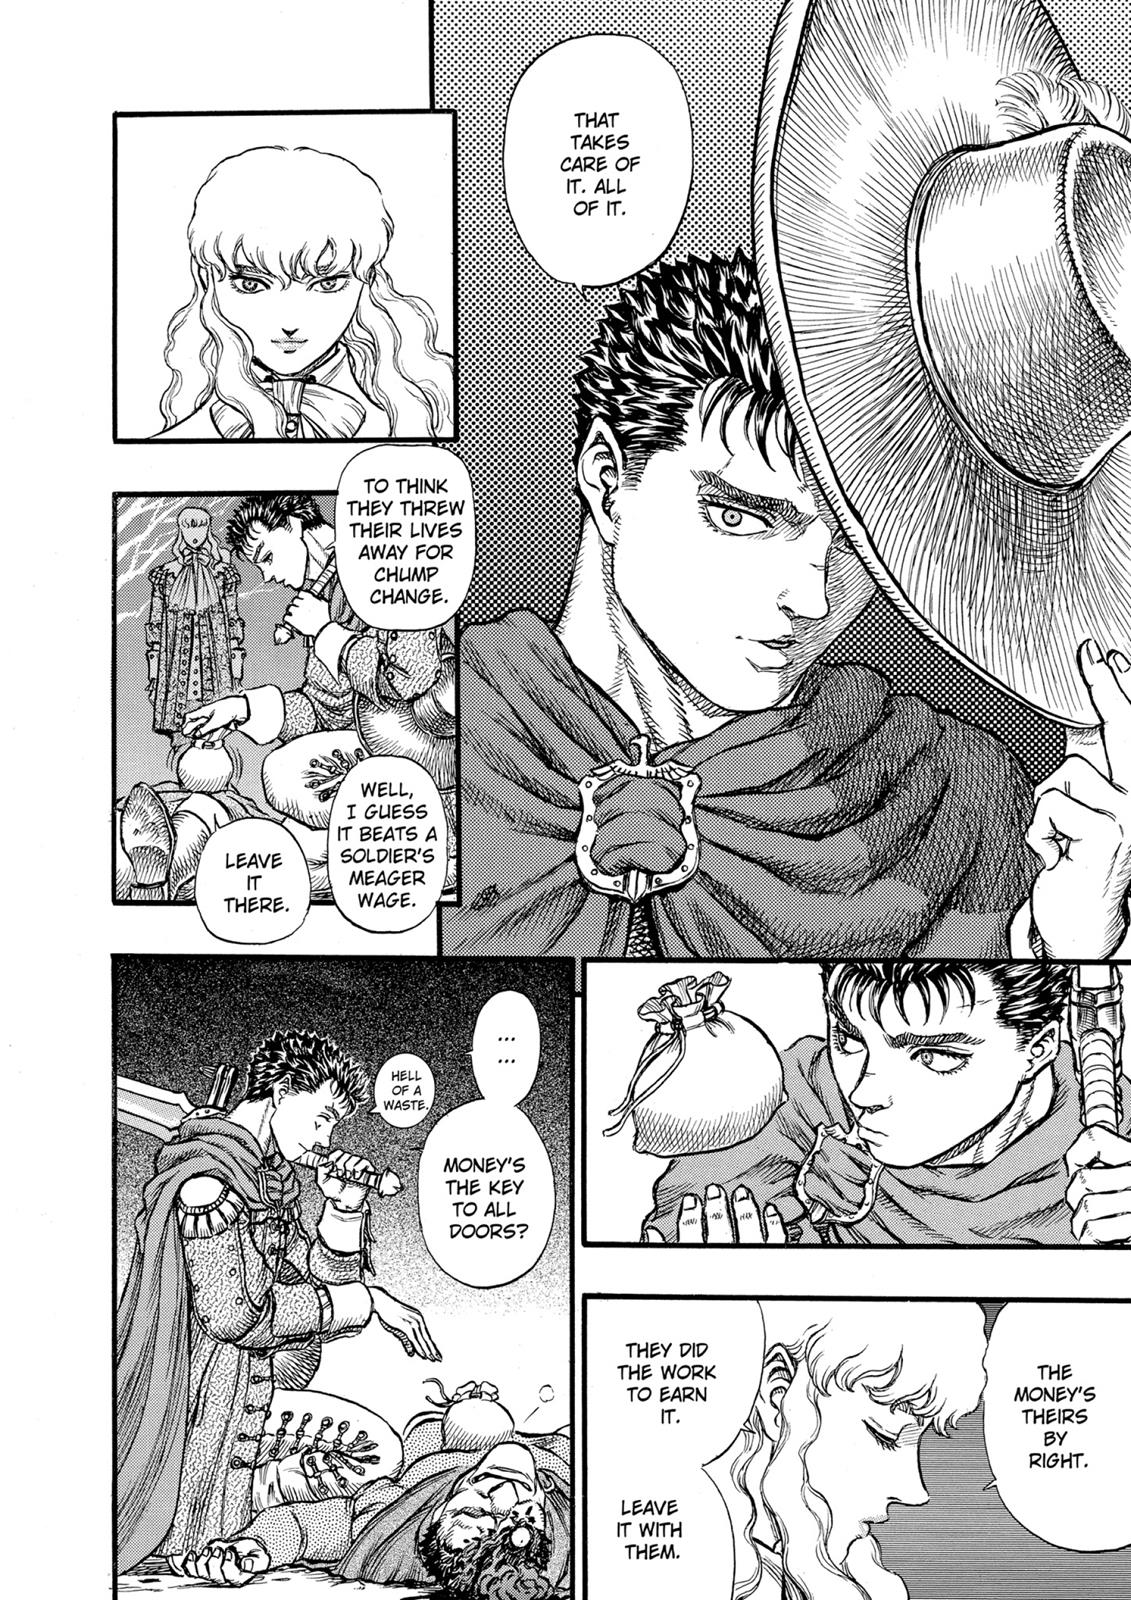 THAT
TAKES
CARE OF
IT. ALL
OF IT.
TO THINK
THEY THREW
THEIR LIVES
AWAY FOR
CHUMP
CHANGE.
WELL,
I GUESS
IT BEATS A
SOLDIER'S
MEAGER
WAGE.
LEAVE
IT
THERE.
THE
MONEY'S
THEIRS
BY
RIGHT.
THEY DID
THE WORK
TO EARN
IT.
LEAVE
IT WITH
THEM.
...
...
MONEY'S
THE KEY
TO ALL
DOORS?
HELL
OF A
WASTE.